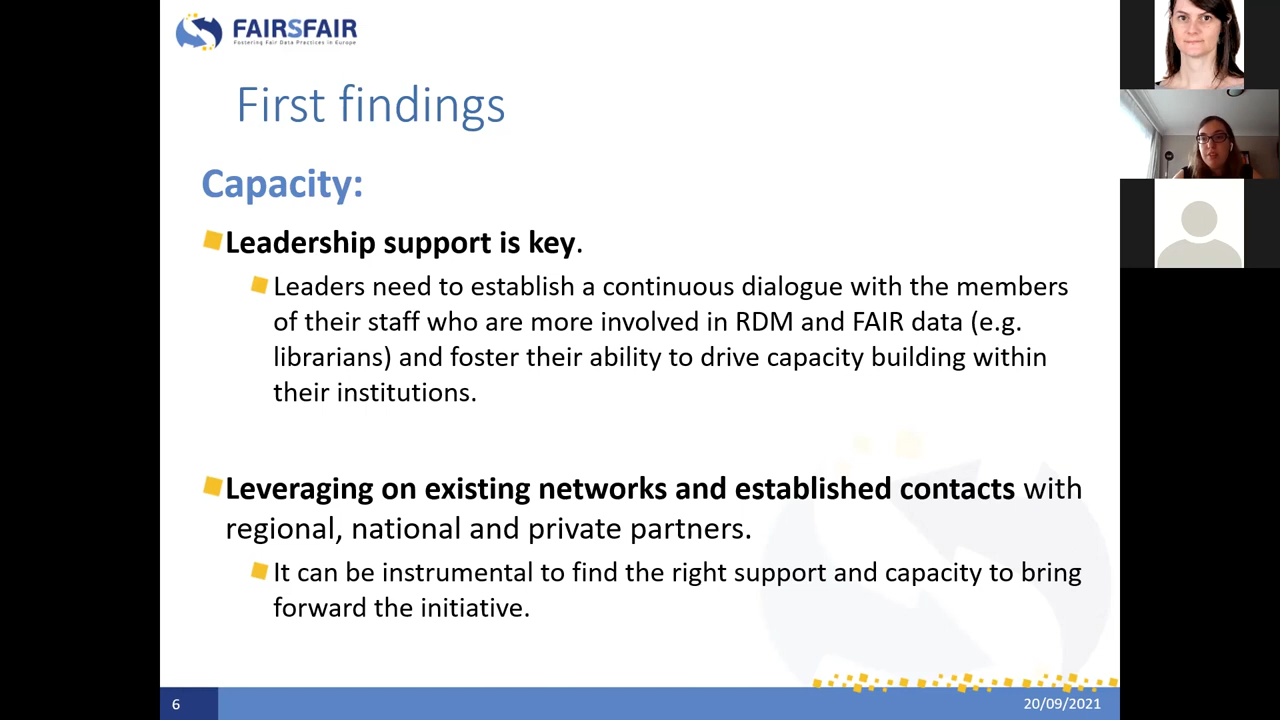 FAIRSFAIR
Fostering Fair Data Practices in Europe
First findings
Capacity:
Leadership support is key.
Leaders need to establish a continuous dialogue with the members
of their staff who are more involved in RDM and FAIR data (e.g.
librarians) and foster their ability to drive capacity building within
their institutions.
Leveraging on existing networks and established contacts with
regional, national and private partners.
It can be instrumental to find the right support and capacity to bring
forward the initiative.
6
20/09/2021